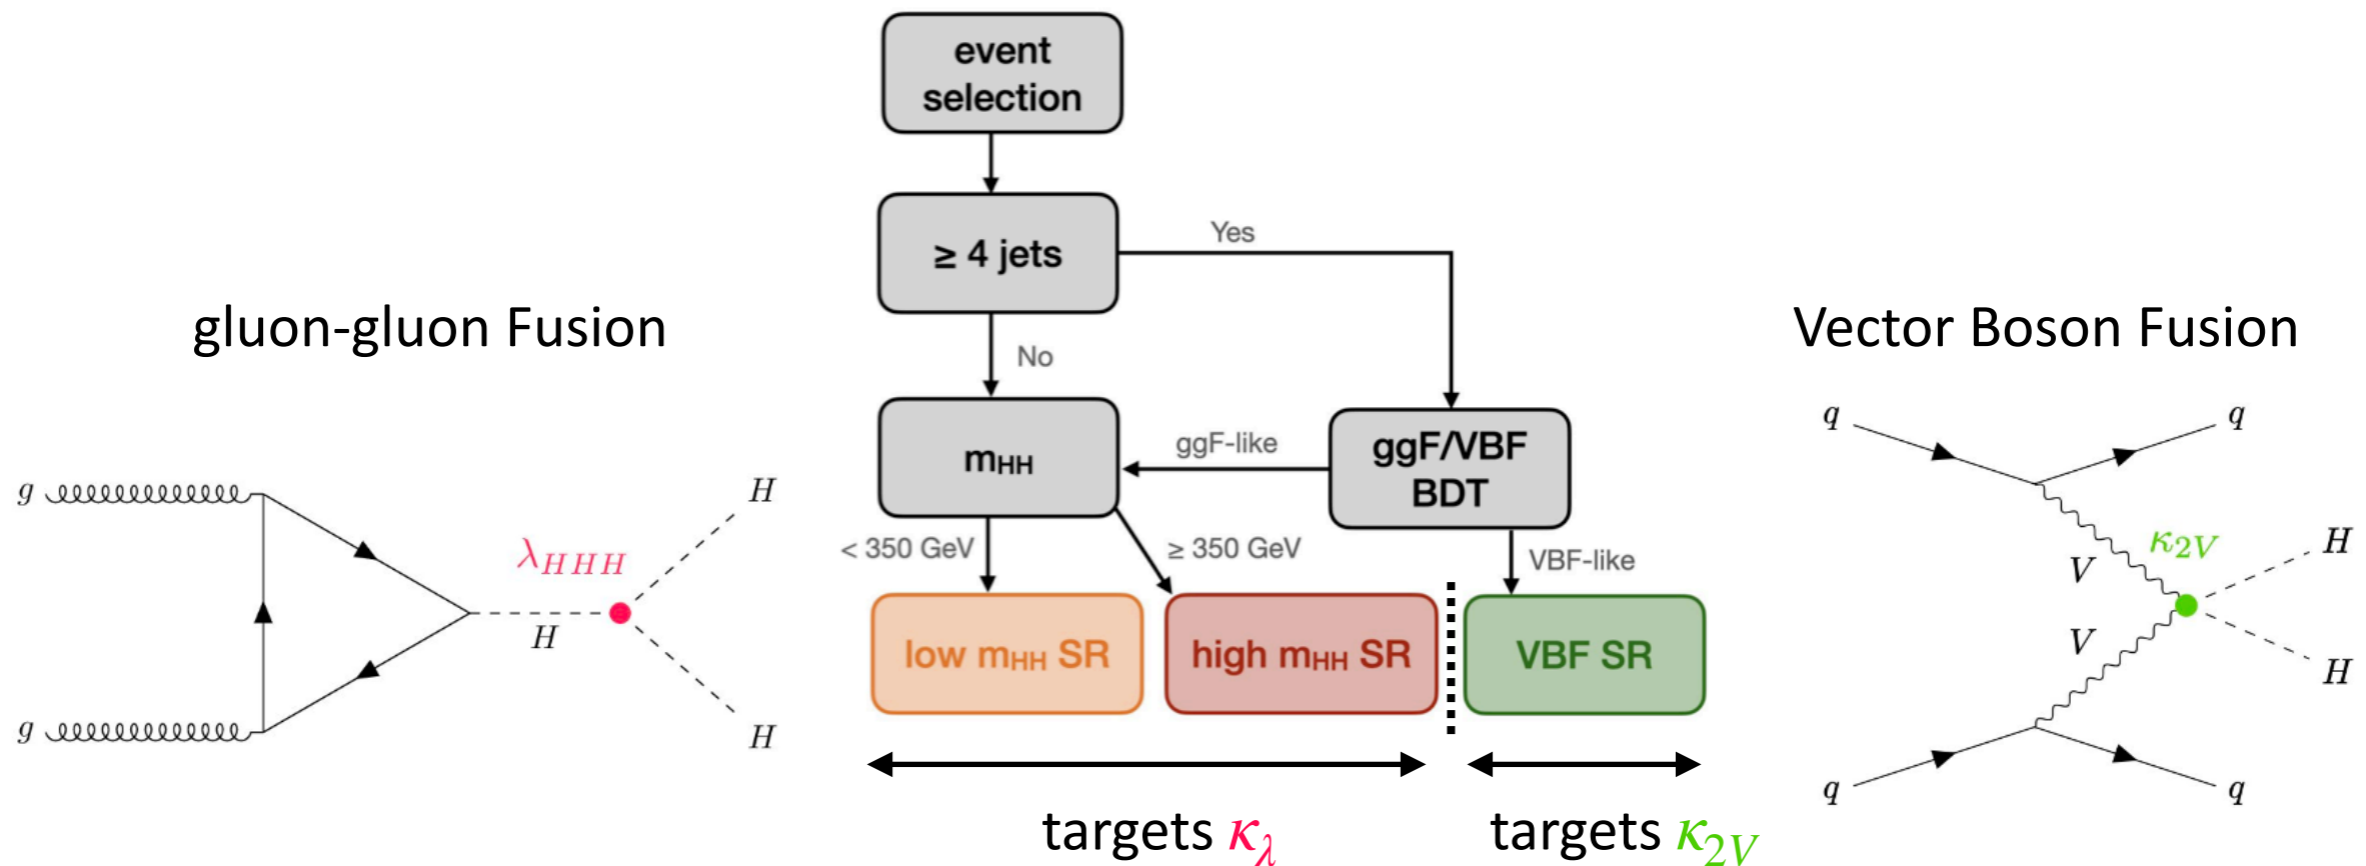 event
selection
≥ 4 jets
Yes
No
gluon-gluon Fusion
Vector Boson Fusion
m_HH
ggF-like
ggF/VBF
BDT
< 350 GeV
≥ 350 GeV
VBF-like
low m_HH SR
high m_HH SR
VBF SR
targets κ_λ
targets κ_2V
g
g
H
λ_HHH
H
H
q
q
V
κ_2V
H
V
H
q
q